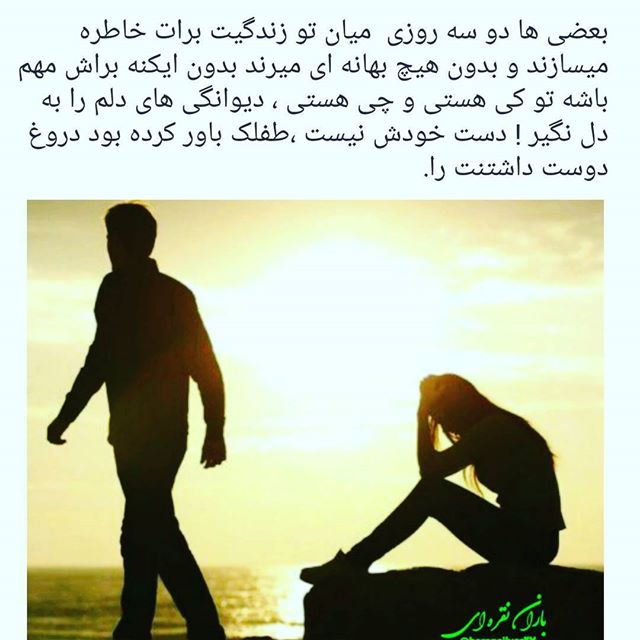 بعضی ها دو سه روزی میان تو زندگیت برات خاطره
میسازند و بدون هیچ بهانه ای میرند بدون ایکنه براش مهم
باشه تو کی هستی و چی هستی ، دیوانگی های دلم را به
دل نگیر ! دست خودش نیست ،طفلک باور کرده بود دروغ
دوست داشتنت را.
باران نقره ای